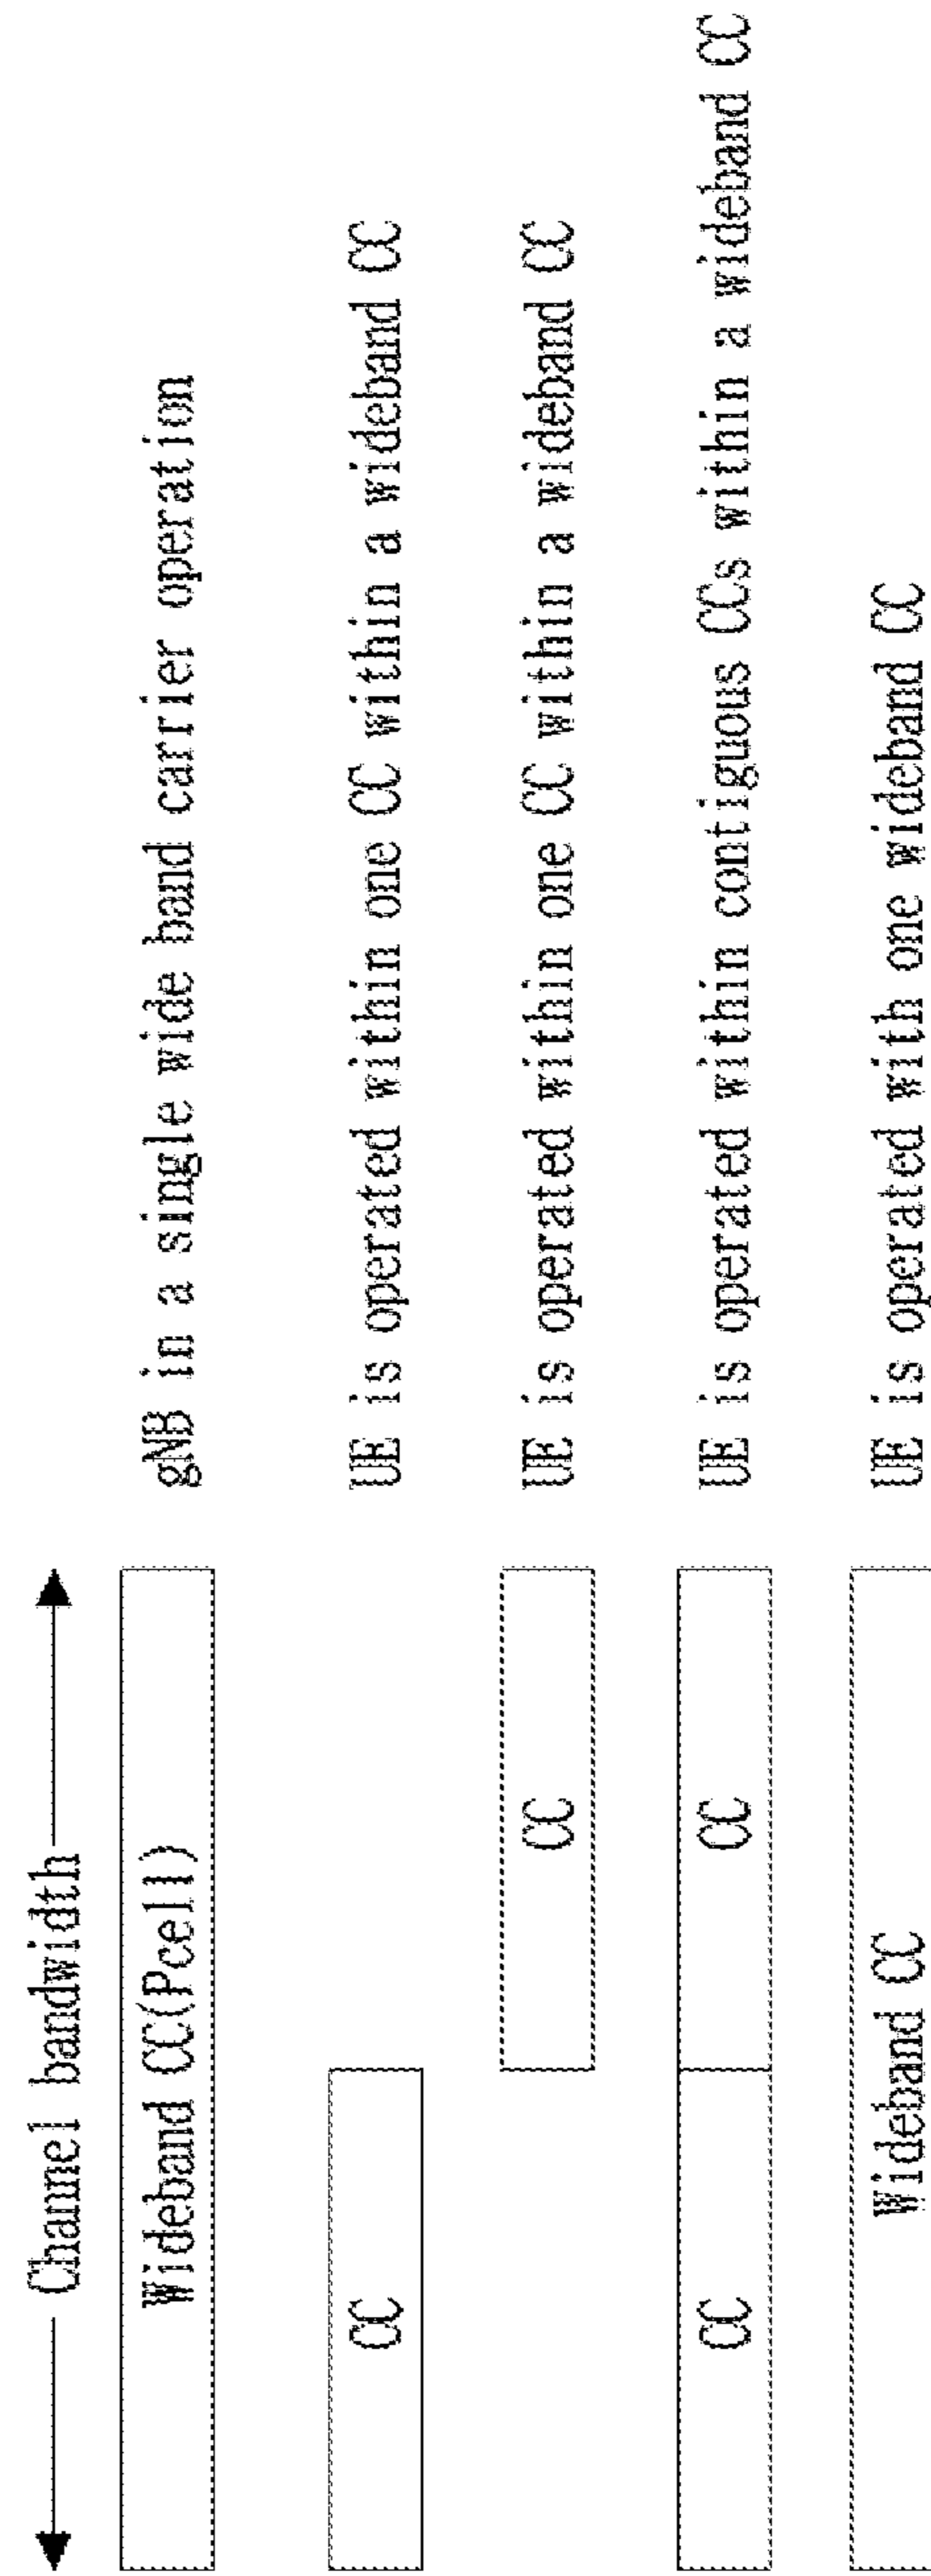 Channel bandwidth
Wideband CC(Pcell) gNB in a single wide band carrier operation
CC UE is operated within one CC within a wideband CC
CC UE is operated within one CC within a wideband CC
CC CC UE is operated within contiguous CCs within a wideband CC
Wideband CC UE is operated with one wideband CC